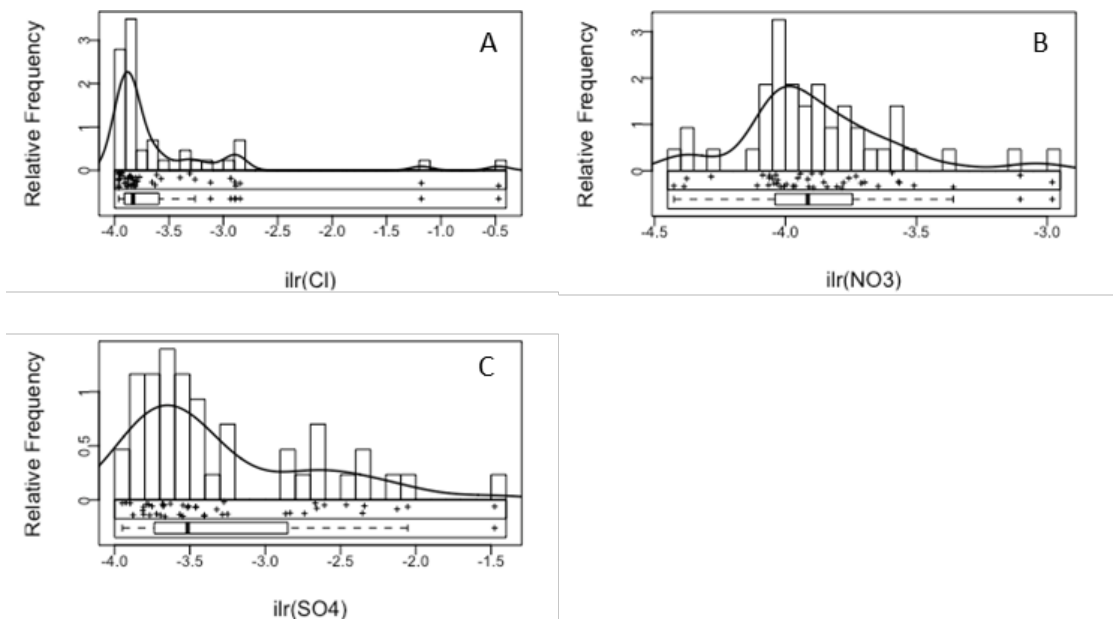 A
Relative Frequency
0 1 2 3
-4.0 -3.5 -3.0 -2.5 -2.0 -1.5 -1.0 -0.5
ilr(Cl)
B
Relative Frequency
0 1 2 3
-4.5 -4.0 -3.5 -3.0
ilr(NO3)
C
Relative Frequency
0 0.5 1
-4.0 -3.5 -3.0 -2.5 -2.0 -1.5
ilr(SO4)